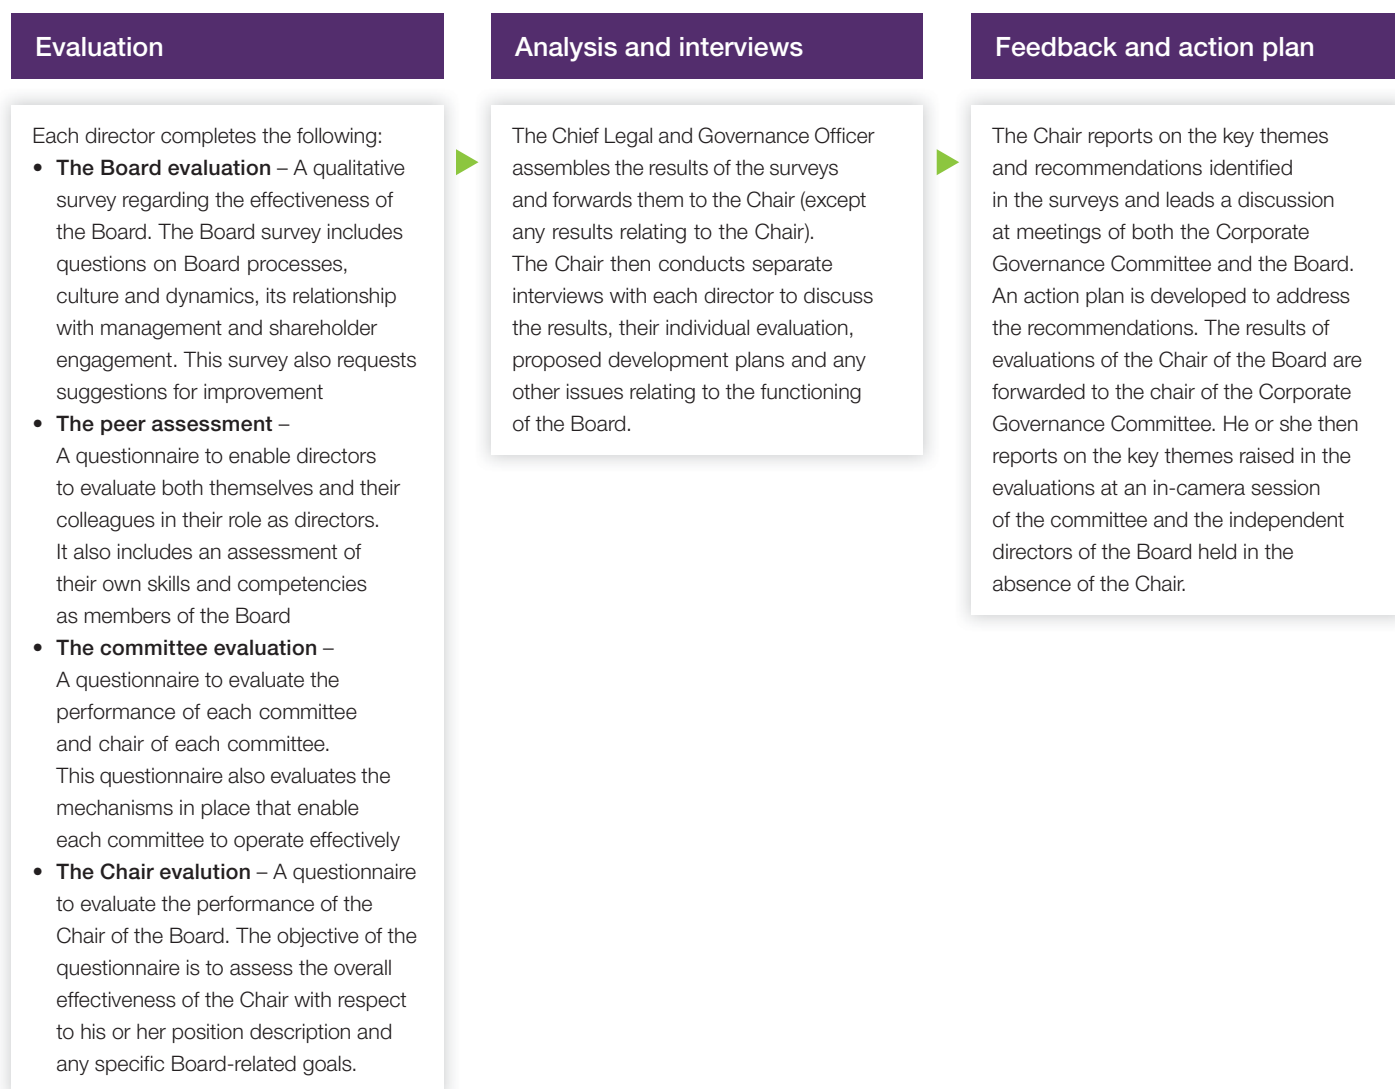 Evaluation
Each director completes the following:
• The Board evaluation – A qualitative
survey regarding the effectiveness of
the Board. The Board survey includes
questions on Board processes,
culture and dynamics, its relationship
with management and shareholder
engagement. This survey also requests
suggestions for improvement
• The peer assessment –
A questionnaire to enable directors
to evaluate both themselves and their
colleagues in their role as directors.
It also includes an assessment of
their own skills and competencies
as members of the Board
• The committee evaluation –
A questionnaire to evaluate the
performance of each committee
and chair of each committee.
This questionnaire also evaluates the
mechanisms in place that enable
each committee to operate effectively
• The Chair evalution – A questionnaire
to evaluate the performance of the
Chair of the Board. The objective of the
questionnaire is to assess the overall
effectiveness of the Chair with respect
to his or her position description and
any specific Board-related goals.
Analysis and interviews
The Chief Legal and Governance Officer
assembles the results of the surveys
and forwards them to the Chair (except
any results relating to the Chair).
The Chair then conducts separate
interviews with each director to discuss
the results, their individual evaluation,
proposed development plans and any
other issues relating to the functioning
of the Board.
Feedback and action plan
The Chair reports on the key themes
and recommendations identified
in the surveys and leads a discussion
at meetings of both the Corporate
Governance Committee and the Board.
An action plan is developed to address
the recommendations. The results of
evaluations of the Chair of the Board are
forwarded to the chair of the Corporate
Governance Committee. He or she then
reports on the key themes raised in the
evaluations at an in-camera session
of the committee and the independent
directors of the Board held in the
absence of the Chair.